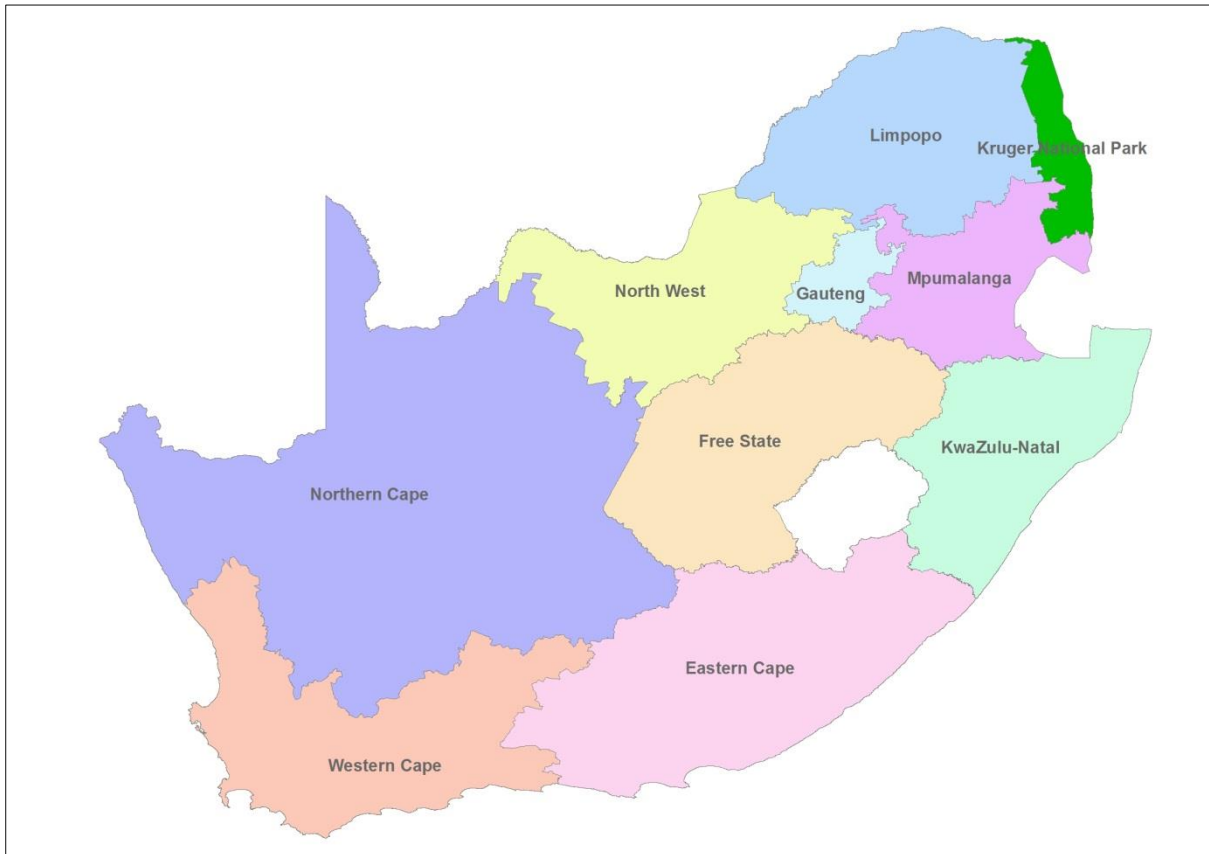 Limpopo
Kruger National Park
Mpumalanga
North West
Gauteng
Free State
KwaZulu-Natal
Northern Cape
Eastern Cape
Western Cape